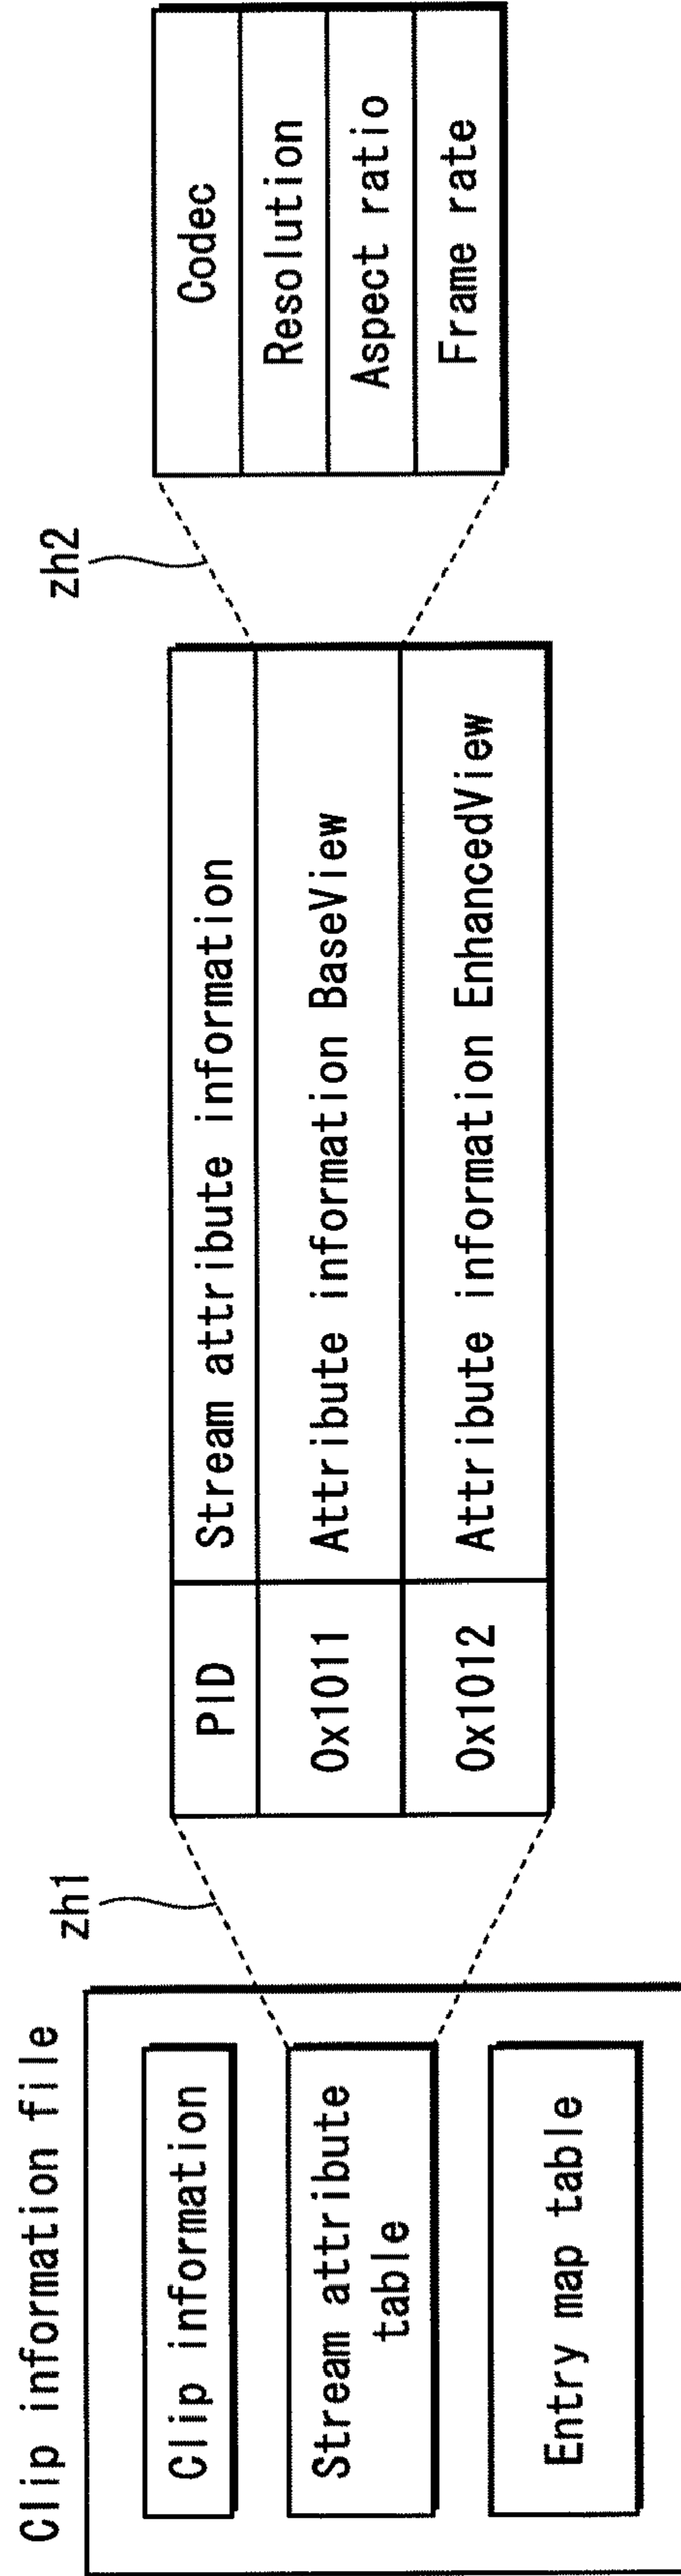 Clip information file
Clip information
Stream attribute
table
Entry map table
zh1
PID
Stream attribute information
0x1011
Attribute information BaseView
0x1012
Attribute information EnhancedView
zh2
Codec
Resolution
Aspect ratio
Frame rate